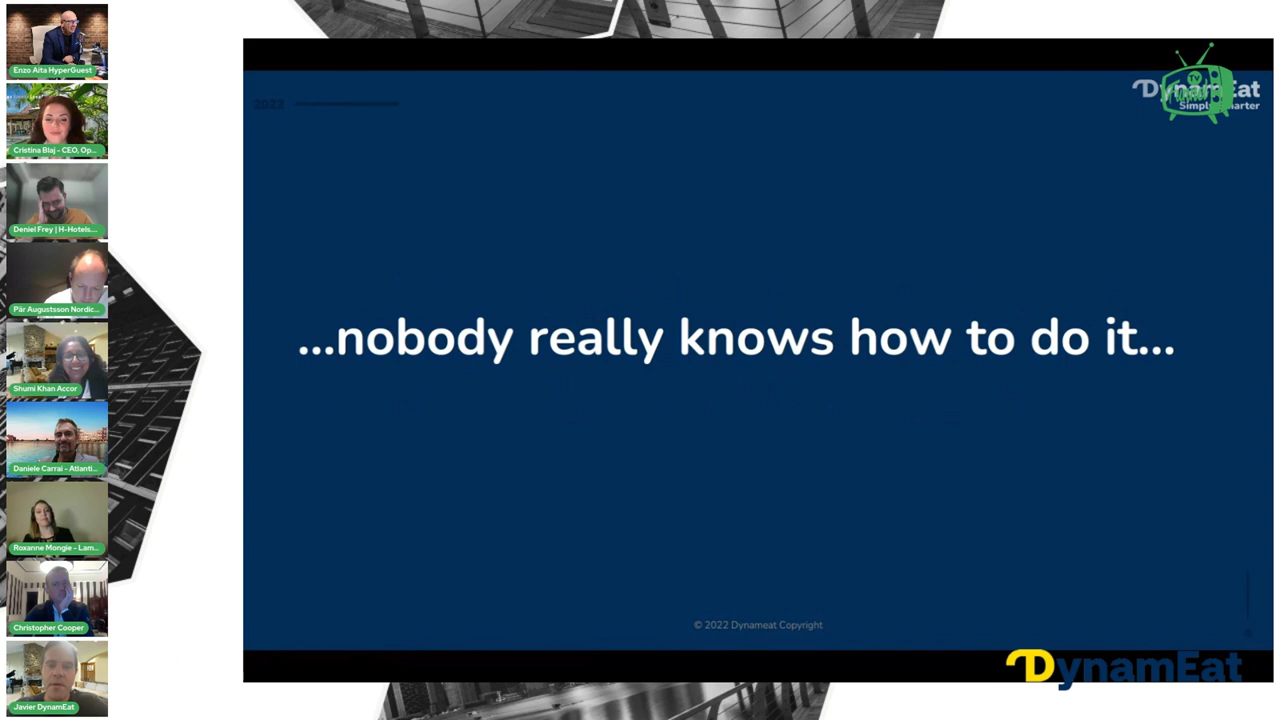 Enzo Aita HyperGuest
Cristina Blaj - CEO, Op...
Deniel Frey | H-Hotels....
Pär Augustsson Nordic...
Shumi Khan Accor
Daniele Carrai - Atlanti...
Roxanne Mongie - Lam...
Christopher Cooper
Javier DynamEat
2022
DynamEat
TV
...nobody really knows how to do it...
© 2022 Dynameat Copyright
DynamEat